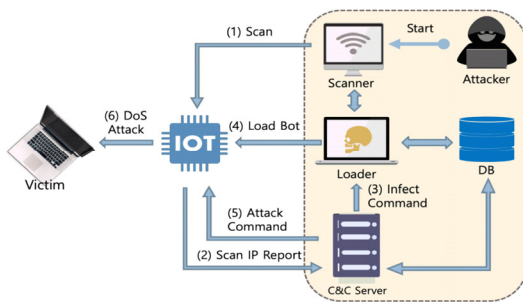 (1) Scan
Start
Scanner
Attacker
(6) DoS
Attack
IOT
(4) Load Bot
Victim
Loader
DB
(3) Infect
Command
(5) Attack
Command
(2) Scan IP Report
C&C Server